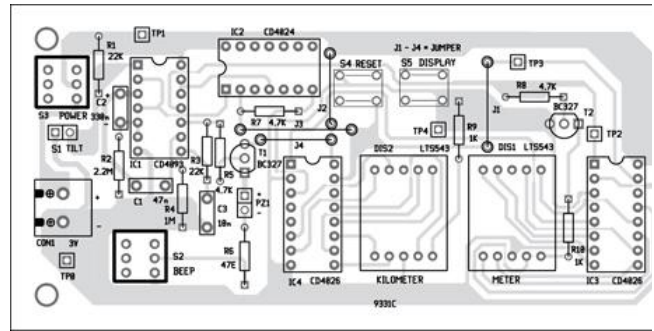 TP1
IC2 CD4024
R1
22K
S4 RESET
S5 DISPLAY
J1 - J4 = JUMPER
TP3
S3 POWER
C2
330n
+
-
R7 4.7K
J2
J3
J4
J1
R8 4.7K
BC327
T2
TP2
TP4
R9
1K
S1 TILT
IC1 CD4093
R2
2.2M
R3
22K
R5
4.7K
T1
BC327
DIS2 LTS543
DIS1 LTS543
C1 47n
R4
1M
C3
10n
+
-
PZ1
+
-
CON1 3V
TP0
S2
BEEP
R6
47E
IC4 CD4026
KILOMETER
METER
R10
1K
IC3 CD4026
9331C